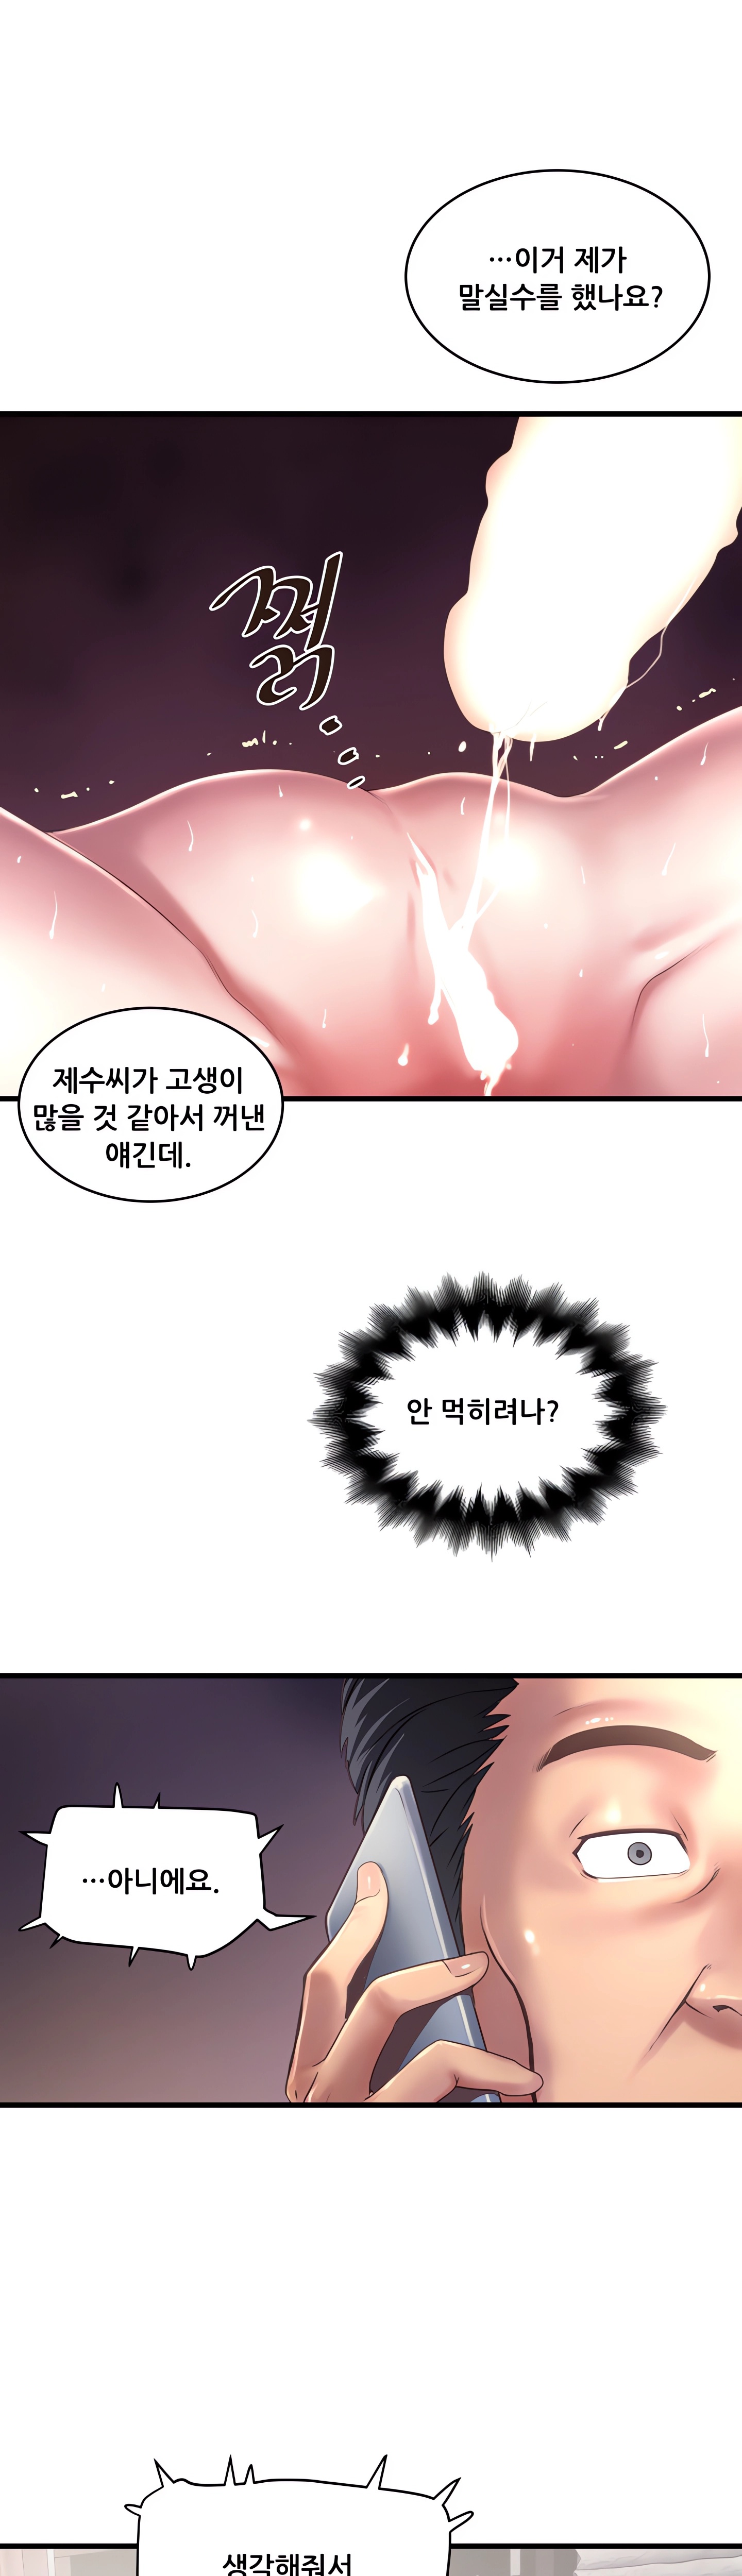 …이거 제가
말실수를 했나요?
찔걱
제수씨가 고생이
많을 것 같아서 꺼낸
얘긴데.
안 먹히려나?
…아니에요.
생각해줘서